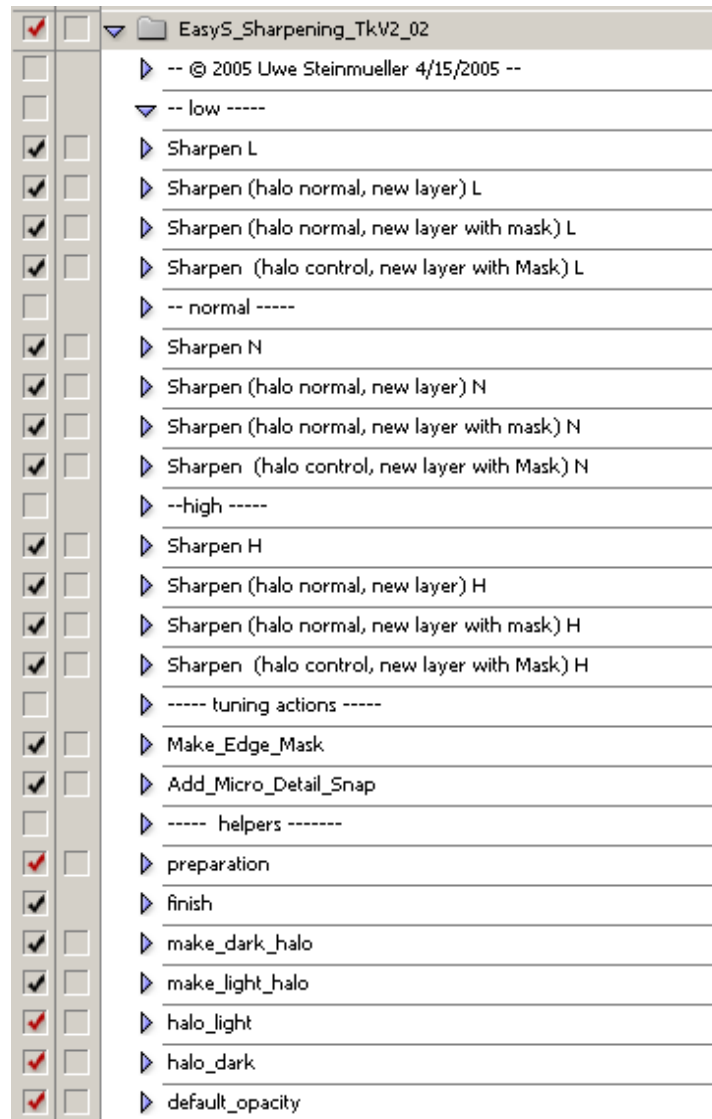 EasyS_Sharpening_TkV2_02
-- © 2005 Uwe Steinmueller 4/15/2005 --
-- low -----
Sharpen L
Sharpen (halo normal, new layer) L
Sharpen (halo normal, new layer with mask) L
Sharpen  (halo control, new layer with Mask) L
-- normal -----
Sharpen N
Sharpen (halo normal, new layer) N
Sharpen (halo normal, new layer with mask) N
Sharpen  (halo control, new layer with Mask) N
--high -----
Sharpen H
Sharpen (halo normal, new layer) H
Sharpen (halo normal, new layer with mask) H
Sharpen  (halo control, new layer with Mask) H
----- tuning actions -----
Make_Edge_Mask
Add_Micro_Detail_Snap
-----  helpers -------
preparation
finish
make_dark_halo
make_light_halo
halo_light
halo_dark
default_opacity